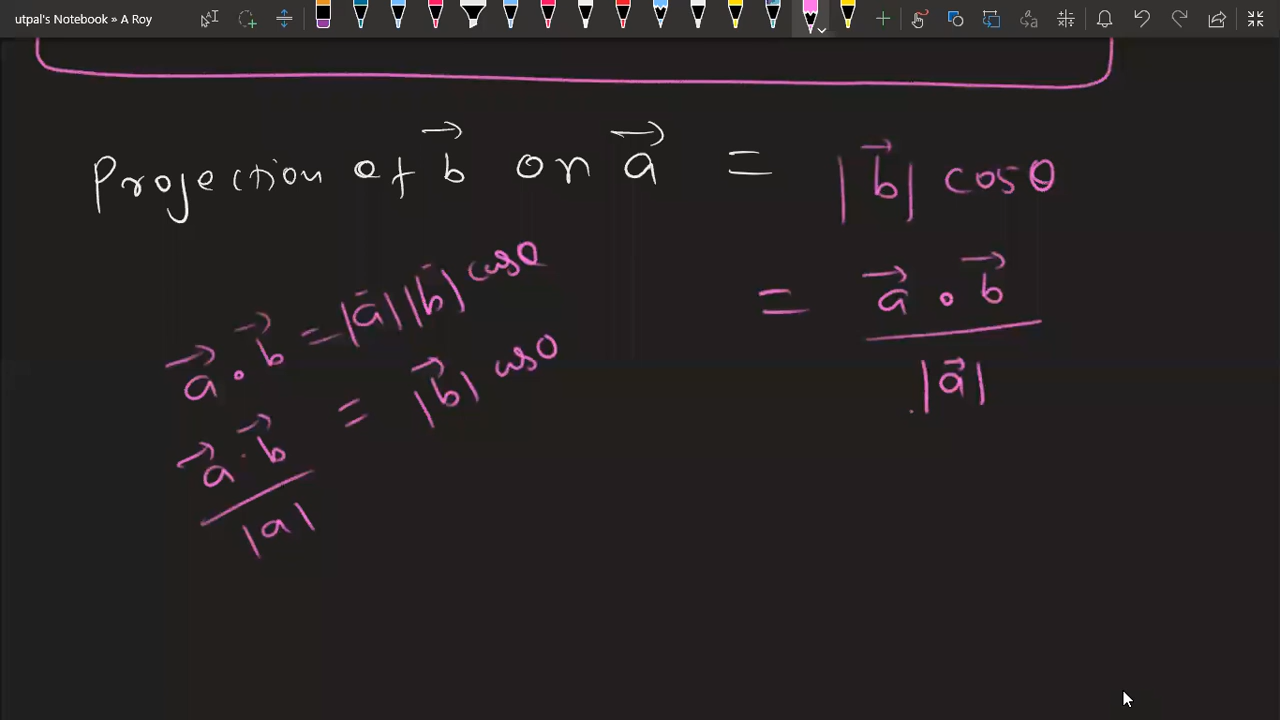 utpal's Notebook » A Roy
Projection of b⃗ on a⃗ = |b⃗| cosθ
= a⃗ · b⃗ / |a⃗|
a⃗ · b⃗ = |a̅| |b̅| cosθ
a⃗ · b⃗ / |a| = |b⃗| cosθ